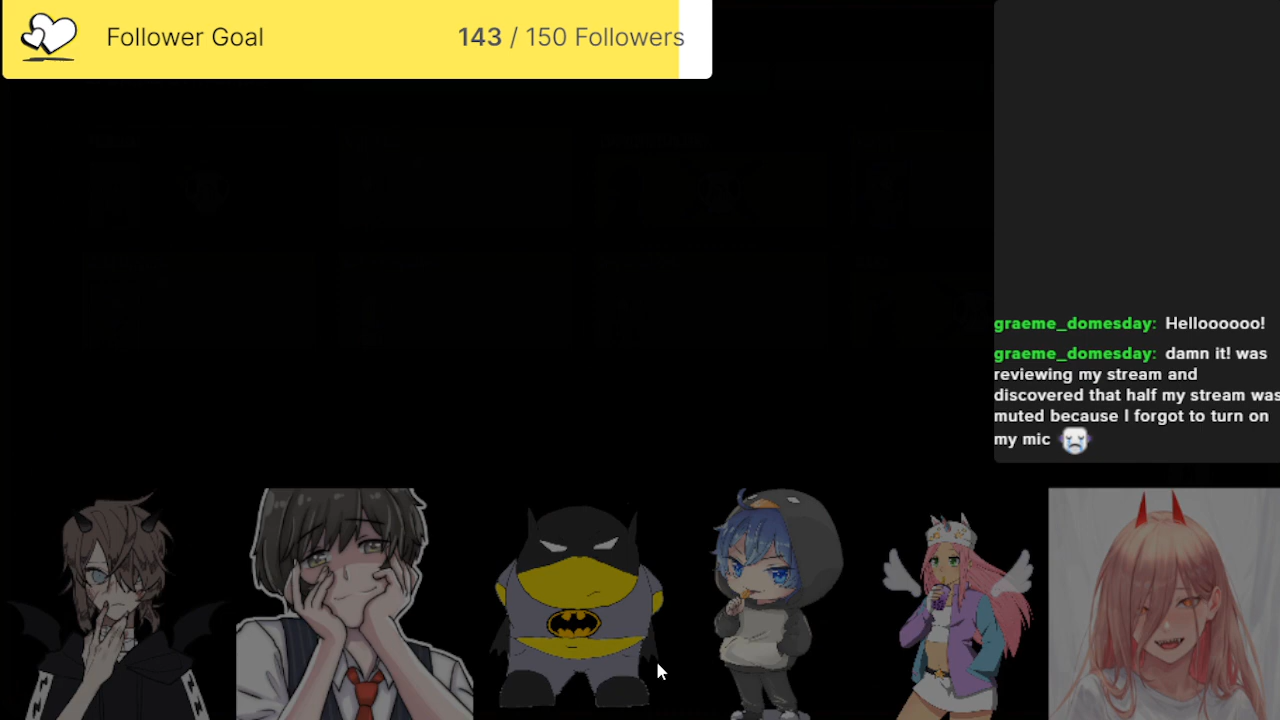 Follower Goal
143 / 150 Followers
graeme_domesday: Helloooooo!
graeme_domesday: damn it! was
reviewing my stream and
discovered that half my stream was
muted because I forgot to turn on
my mic